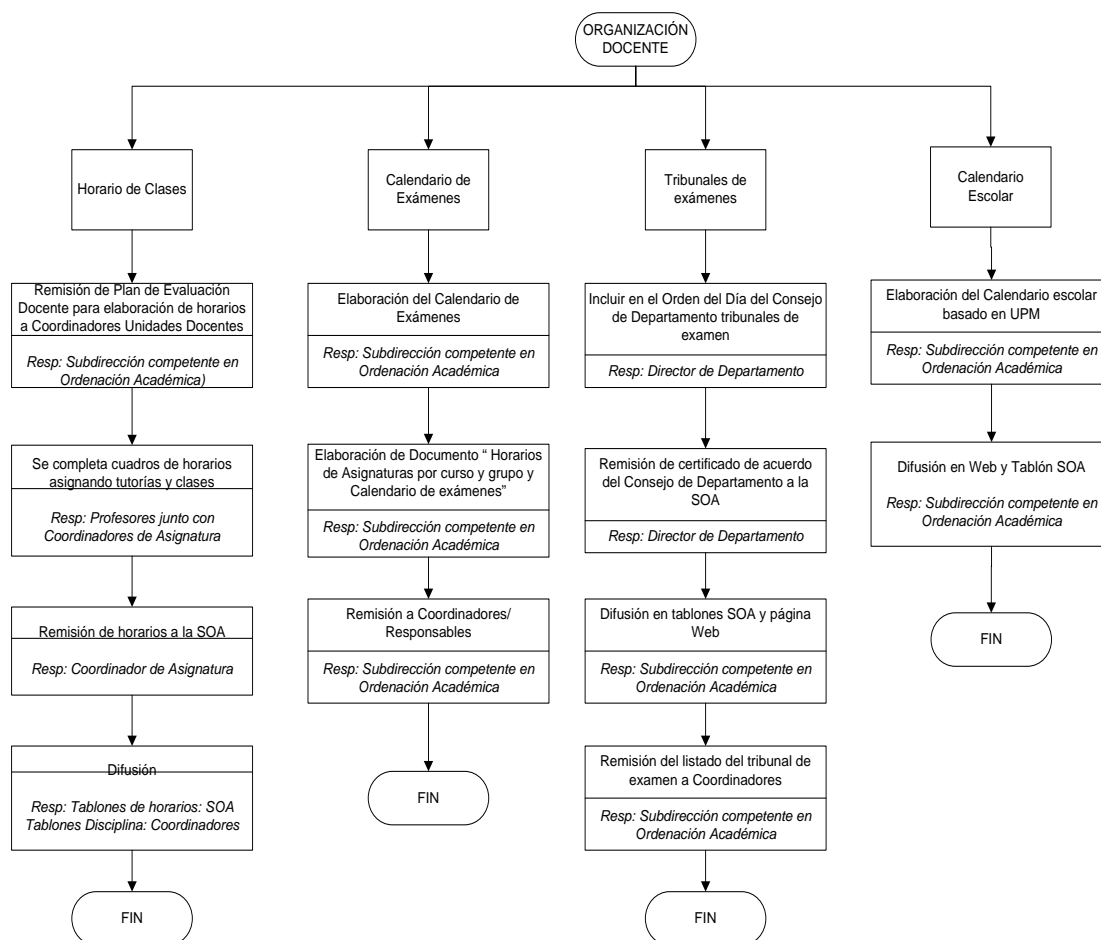 ORGANIZACIÓN
DOCENTE
Horario de Clases
Remisión de Plan de Evaluación
Docente para elaboración de horarios
a Coordinadores Unidades Docentes
Resp: Subdirección competente en
Ordenación Académica)
Se completa cuadros de horarios
asignando tutorías y clases
Resp: Profesores junto con
Coordinadores de Asignatura
Remisión de horarios a la SOA
Resp: Coordinador de Asignatura
Difusión
Resp: Tablones de horarios: SOA
Tablones Disciplina: Coordinadores
FIN
Calendario de
Exámenes
Elaboración del Calendario de
Exámenes
Resp: Subdirección competente en
Ordenación Académica
Elaboración de Documento “ Horarios
de Asignaturas por curso y grupo y
Calendario de exámenes”
Resp: Subdirección competente en
Ordenación Académica
Remisión a Coordinadores/
Responsables
Resp: Subdirección competente en
Ordenación Académica
FIN
Tribunales de
exámenes
Incluir en el Orden del Día del Consejo
de Departamento tribunales de
examen
Resp: Director de Departamento
Remisión de certificado de acuerdo
del Consejo de Departamento a la
SOA
Resp: Director de Departamento
Difusión en tablones SOA y página
Web
Resp: Subdirección competente en
Ordenación Académica
Remisión del listado del tribunal de
examen a Coordinadores
Resp: Subdirección competente en
Ordenación Académica
FIN
Calendario
Escolar
Elaboración del Calendario escolar
basado en UPM
Resp: Subdirección competente en
Ordenación Académica
Difusión en Web y Tablón SOA
Resp: Subdirección competente en
Ordenación Académica
FIN